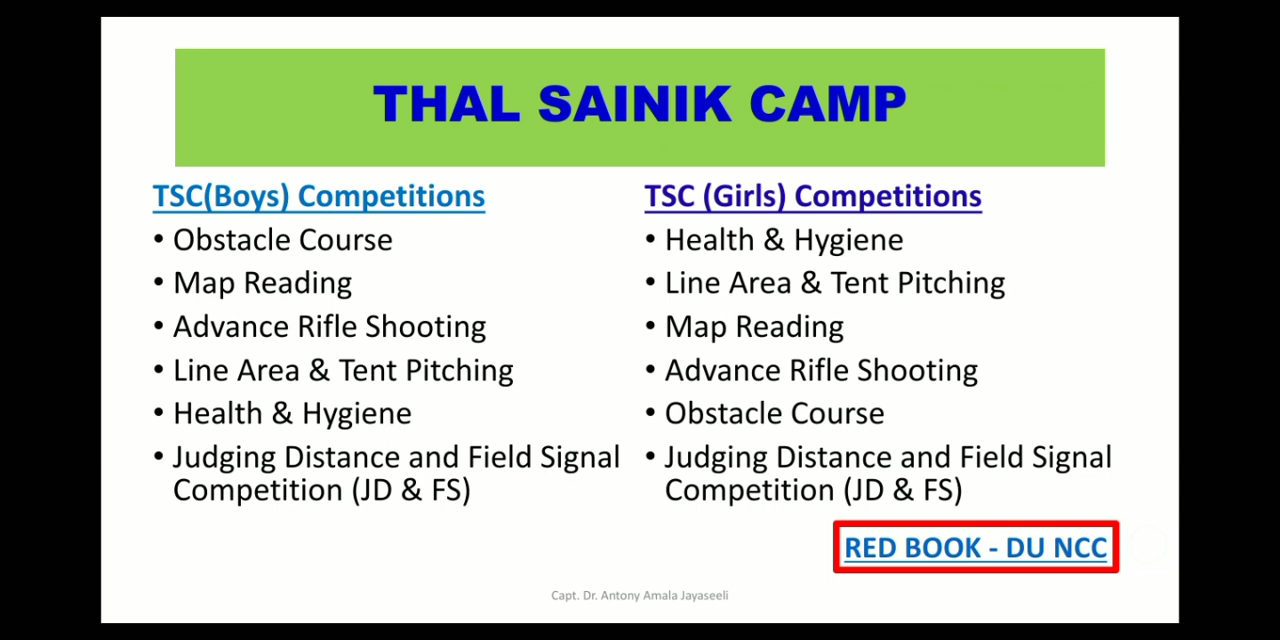 THAL SAINIK CAMP
TSC(Boys) Competitions
• Obstacle Course
• Map Reading
• Advance Rifle Shooting
• Line Area & Tent Pitching
• Health & Hygiene
• Judging Distance and Field Signal
Competition (JD & FS)
TSC (Girls) Competitions
• Health & Hygiene
• Line Area & Tent Pitching
• Map Reading
• Advance Rifle Shooting
• Obstacle Course
• Judging Distance and Field Signal
Competition (JD & FS)
RED BOOK - DU NCC
Capt. Dr. Antony Amala Jayaseeli